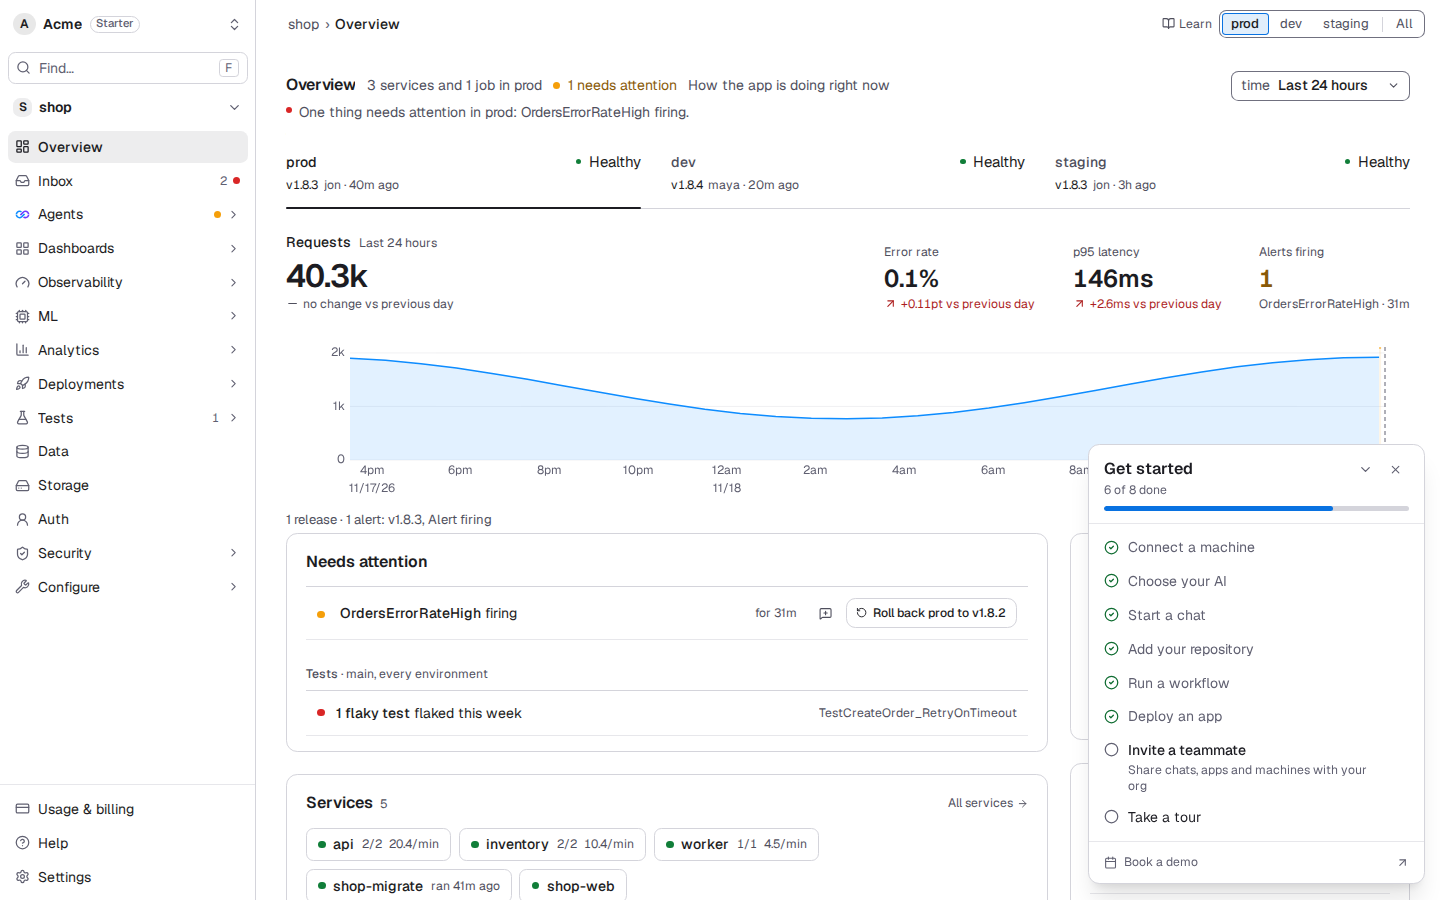 A Acme Starter
Find... F
S shop
Overview
Inbox 2
Agents
Dashboards
Observability
ML
Analytics
Deployments
Tests 1
Data
Storage
Auth
Security
Configure
Usage & billing
Help
Settings
shop › Overview
Learn prod dev staging All
Overview 3 services and 1 job in prod 1 needs attention How the app is doing right now
time Last 24 hours
One thing needs attention in prod: OrdersErrorRateHigh firing.
prod Healthy
v1.8.3 jon · 40m ago
dev Healthy
v1.8.4 maya · 20m ago
staging Healthy
v1.8.3 jon · 3h ago
Requests Last 24 hours
40.3k
— no change vs previous day
Error rate
0.1%
+0.11pt vs previous day
p95 latency
146ms
+2.6ms vs previous day
Alerts firing
1
OrdersErrorRateHigh · 31m
2k
1k
0
4pm 6pm 8pm 10pm 12am 2am 4am 6am 8am
11/17/26 11/18
1 release · 1 alert: v1.8.3, Alert firing
Needs attention
OrdersErrorRateHigh firing for 31m Roll back prod to v1.8.2
Tests · main, every environment
1 flaky test flaked this week TestCreateOrder_RetryOnTimeout
Services 5 All services →
api 2/2 20.4/min inventory 2/2 10.4/min worker 1/1 4.5/min
shop-migrate ran 41m ago shop-web
Get started
6 of 8 done
Connect a machine
Choose your AI
Start a chat
Add your repository
Run a workflow
Deploy an app
Invite a teammate
Share chats, apps and machines with your
org
Take a tour
Book a demo